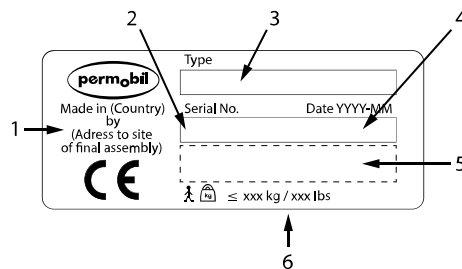 2
3
4
Type
permobil
Made in (Country)
by
(Adress to site
of final assembly)
Serial No.
Date YYYY-MM
1
5
CE
kg
≤ xxx kg / xxx lbs
6